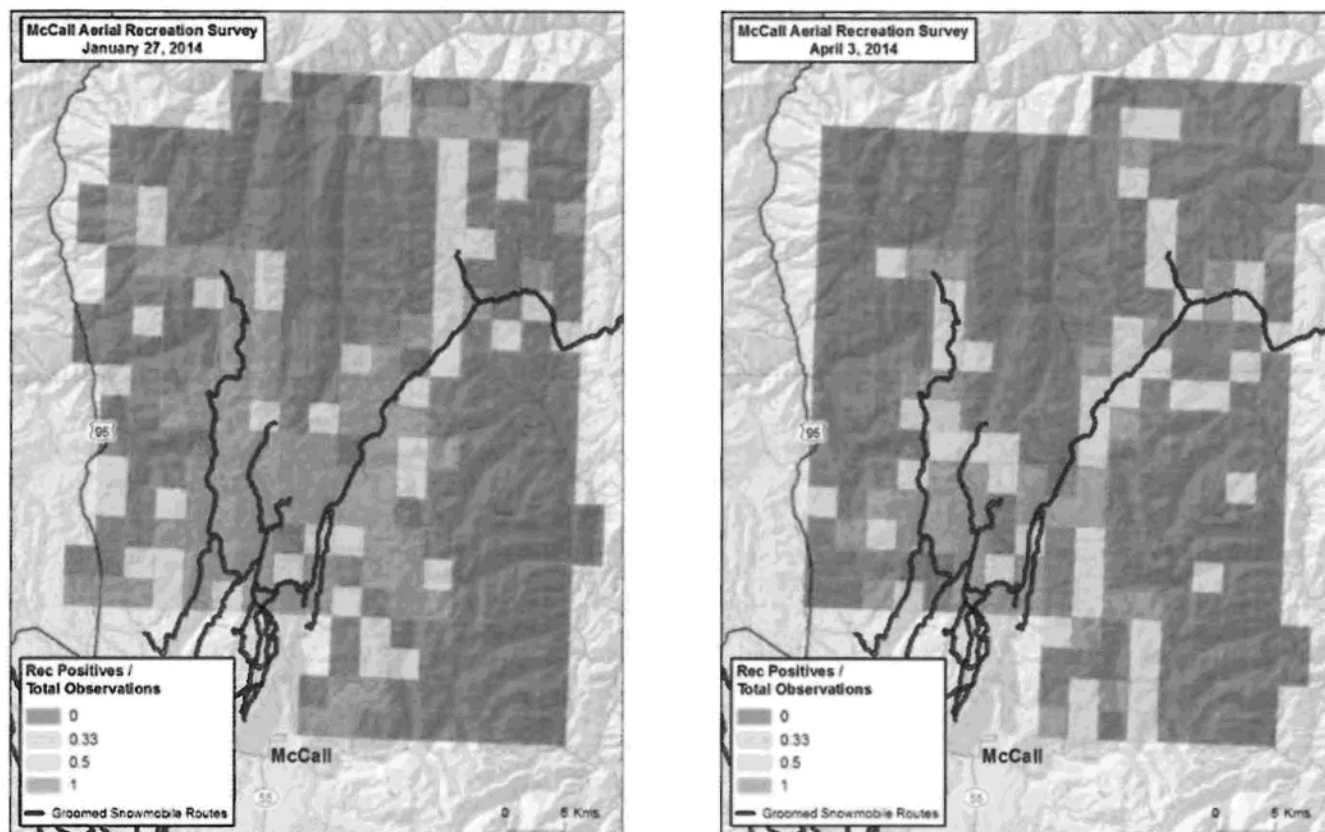 McCall Aerial Recreation Survey
January 27, 2014
95
Rec Positives /
Total Observations
0
0.33
0.5
1
Groomed Snowmobile Routes
McCall
55
0 5 Kms
McCall Aerial Recreation Survey
April 3, 2014
95
Rec Positives /
Total Observations
0
0.33
0.5
1
Groomed Snowmobile Routes
McCall
55
0 5 Kms